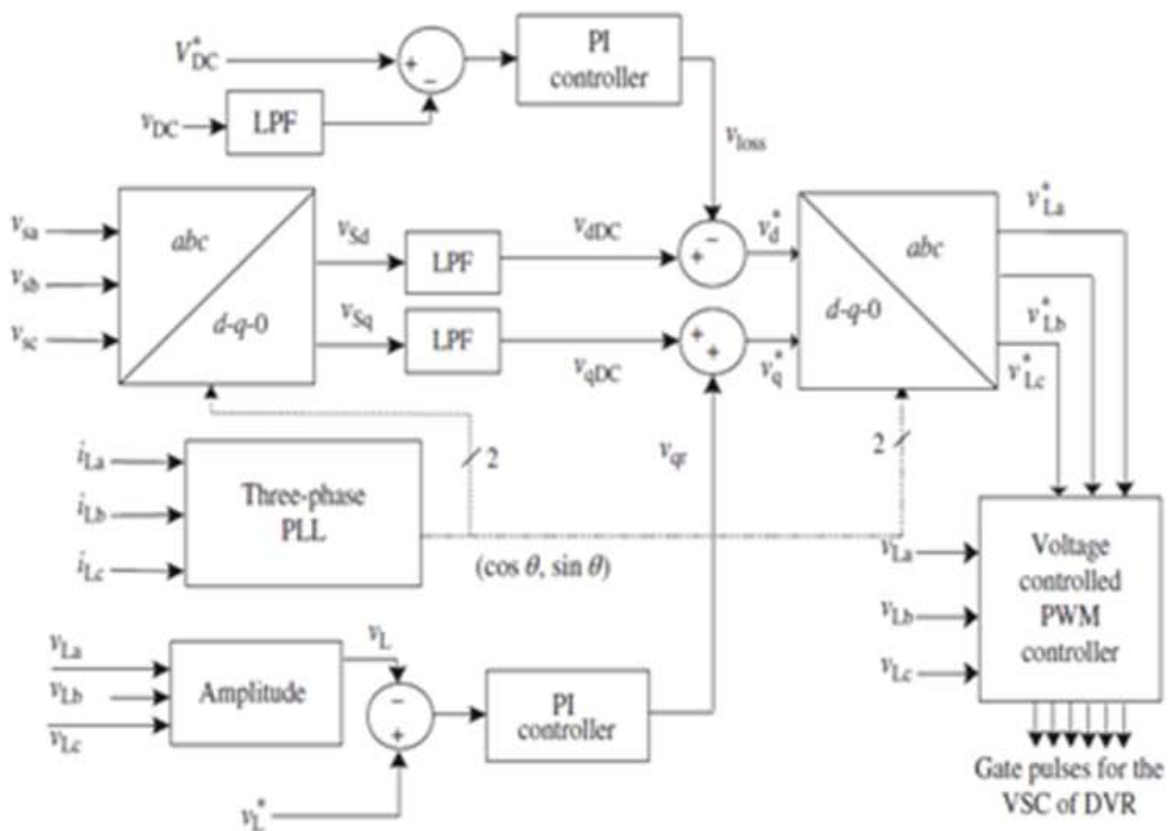 V*DC
PI
controller
vDC
LPF
vloss
vsa
vsb
vsc
abc
d-q-0
vSd
LPF
vdDC
v*d
vSq
LPF
vqDC
v*q
abc
d-q-0
v*La
v*Lb
v*Lc
iLa
iLb
iLc
Three-phase
PLL
2
(cos θ, sin θ)
vqr
2
vLa
vLb
vLc
Voltage
controlled
PWM
controller
vLa
vLb
vLc
Amplitude
vL
PI
controller
v*L
Gate pulses for the
VSC of DVR